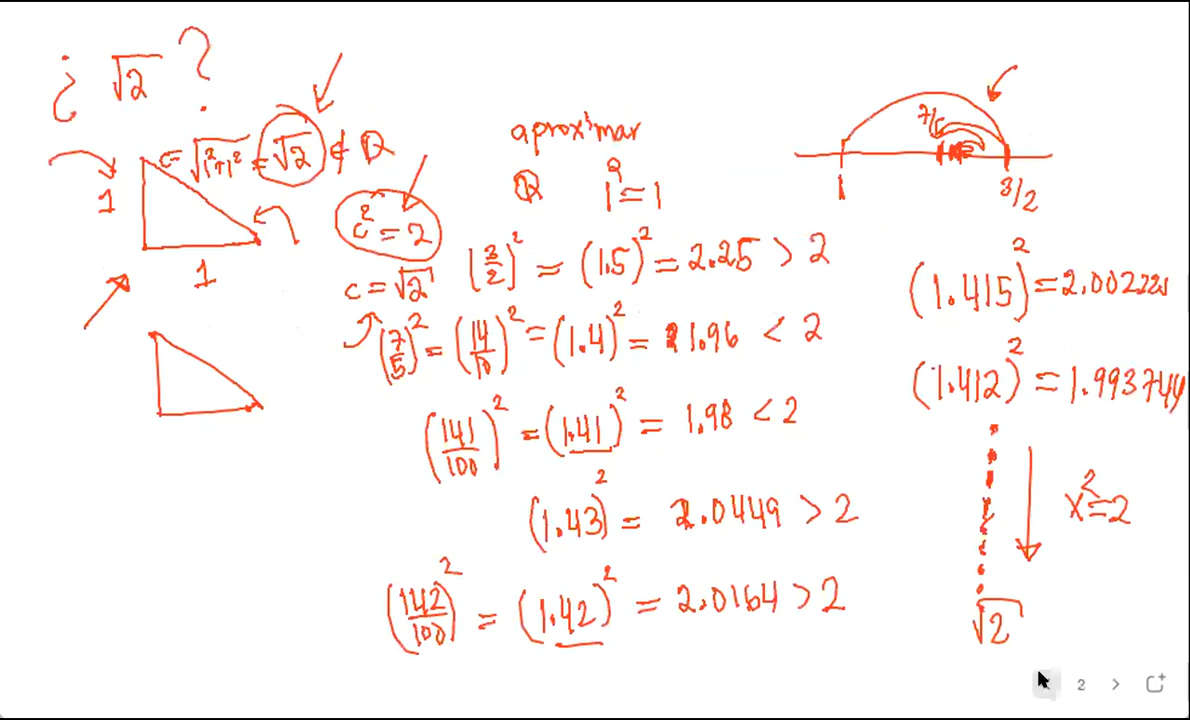 ¿ √2 ?
c = √1²+1² = √2 ∉ Q
1
1
c² = 2
c = √2
aproximar
Q 1² = 1
(3/2)² = (1.5)² = 2.25 > 2
(7/5)² = (14/10)² = (1.4)² = 1.96 < 2
(141/100)² = (1.41)² = 1.98 < 2
(1.43)² = 2.0449 > 2
(142/100)² = (1.42)² = 2.0164 > 2
7/5
1
3/2
(1.415)² = 2.002225
(1.412)² = 1.993744
x² = 2
√2
2